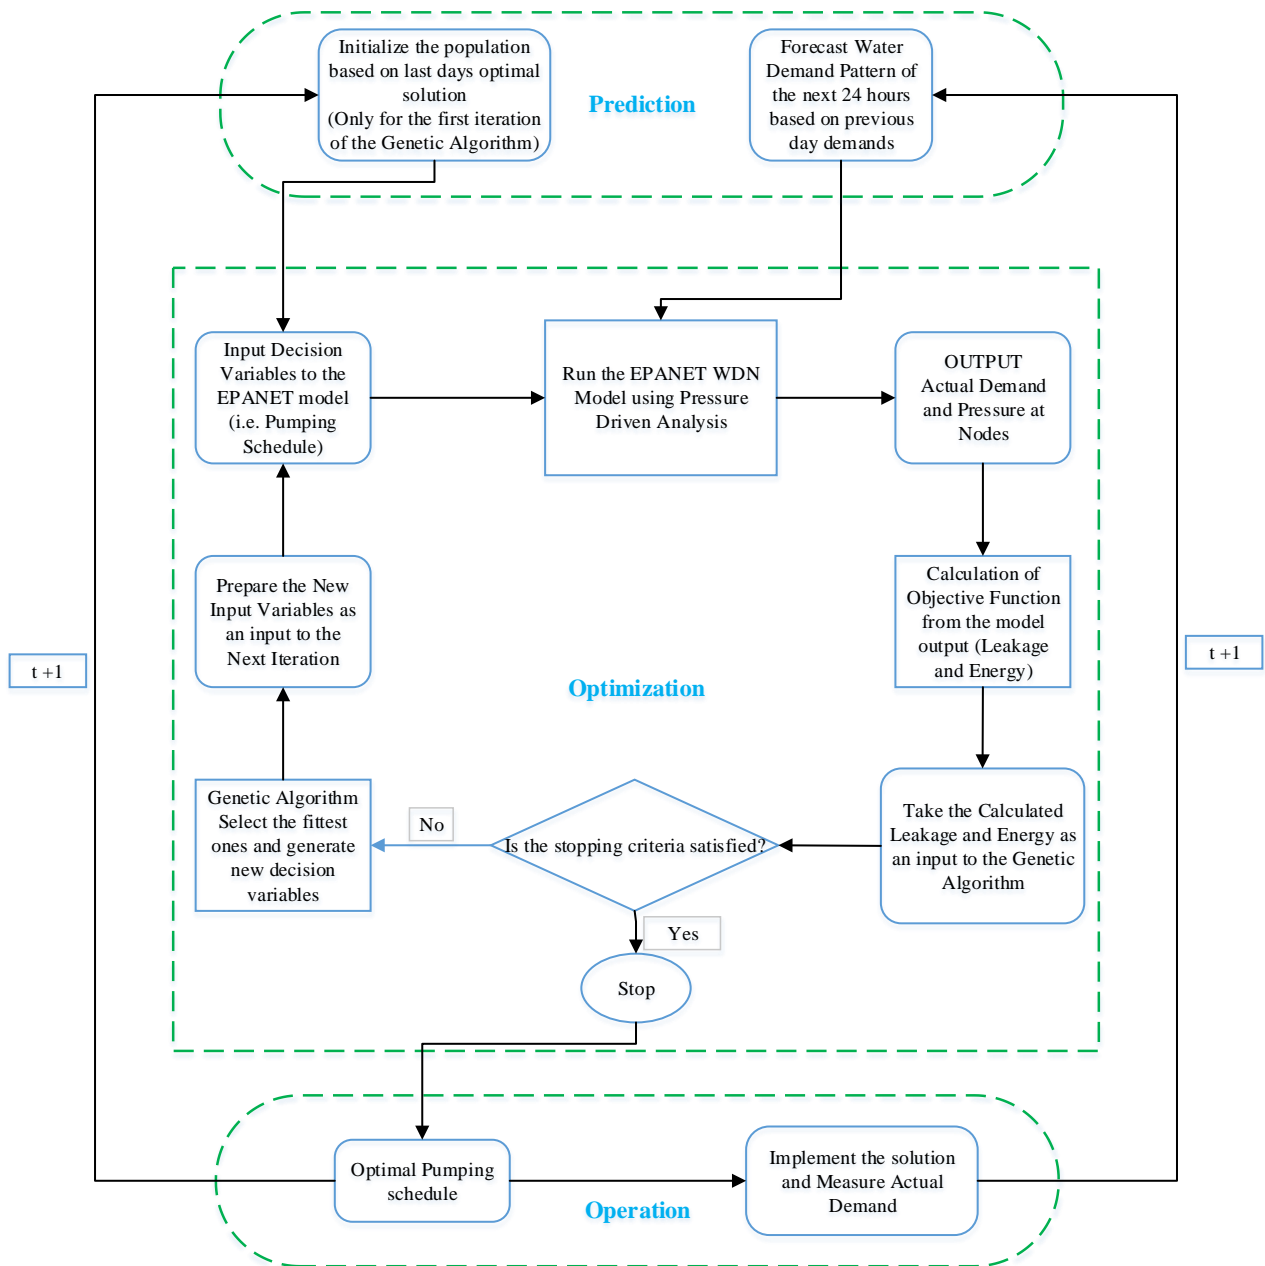 Initialize the population
based on last days optimal
solution
(Only for the first iteration
of the Genetic Algorithm)
Prediction
Forecast Water
Demand Pattern of
the next 24 hours
based on previous
day demands
Input Decision
Variables to the
EPANET model
(i.e. Pumping
Schedule)
Run the EPANET WDN
Model using Pressure
Driven Analysis
OUTPUT
Actual Demand
and Pressure at
Nodes
Prepare the New
Input Variables as
an input to the
Next Iteration
Calculation of
Objective Function
from the model
output (Leakage
and Energy)
t +1
t +1
Optimization
Genetic Algorithm
Select the fittest
ones and generate
new decision
variables
No
Is the stopping criteria satisfied?
Take the Calculated
Leakage and Energy as
an input to the Genetic
Algorithm
Yes
Stop
Optimal Pumping
schedule
Operation
Implement the solution
and Measure Actual
Demand